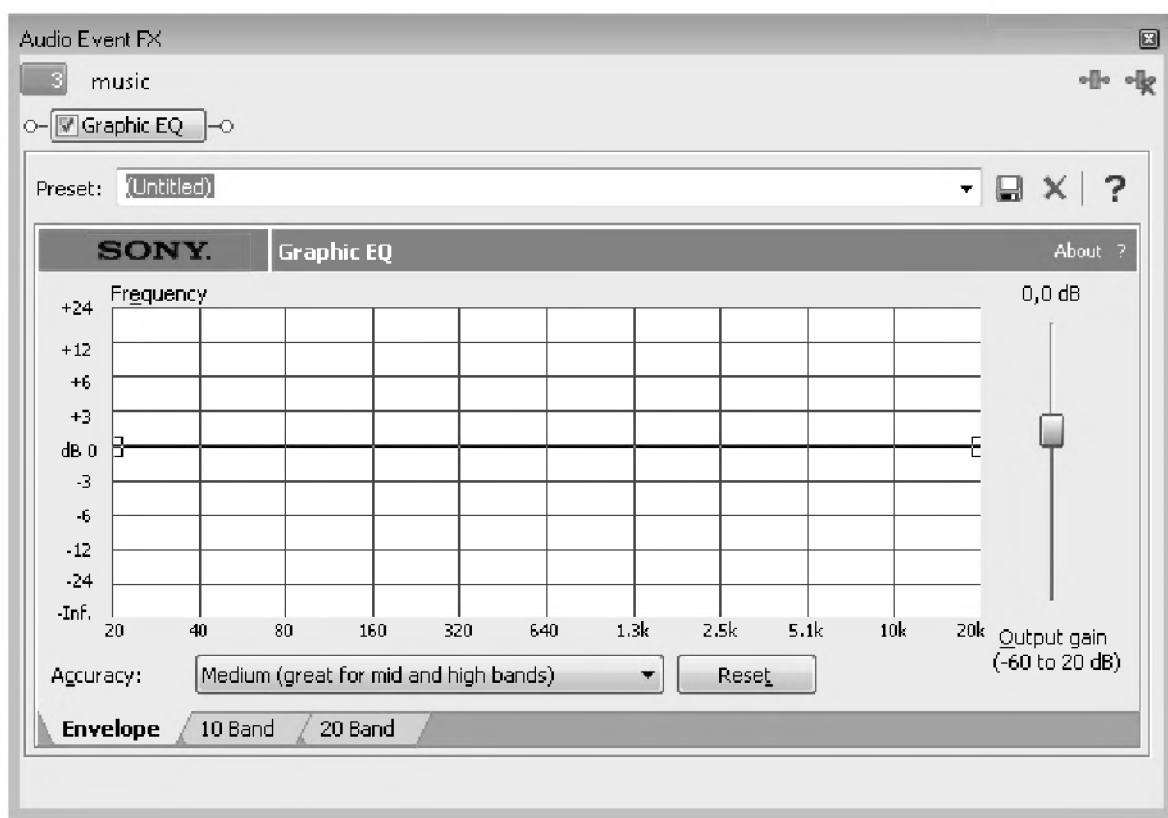 Audio Event FX
3 music
Graphic EQ
Preset: (Untitled) ?
SONY. Graphic EQ About ?
Frequency 0,0 dB
+24
+12
+6
+3
dB 0
-3
-6
-12
-24
-Inf.
20 40 80 160 320 640 1.3k 2.5k 5.1k 10k 20k
Output gain
(-60 to 20 dB)
Accuracy: Medium (great for mid and high bands) Reset
Envelope 10 Band 20 Band